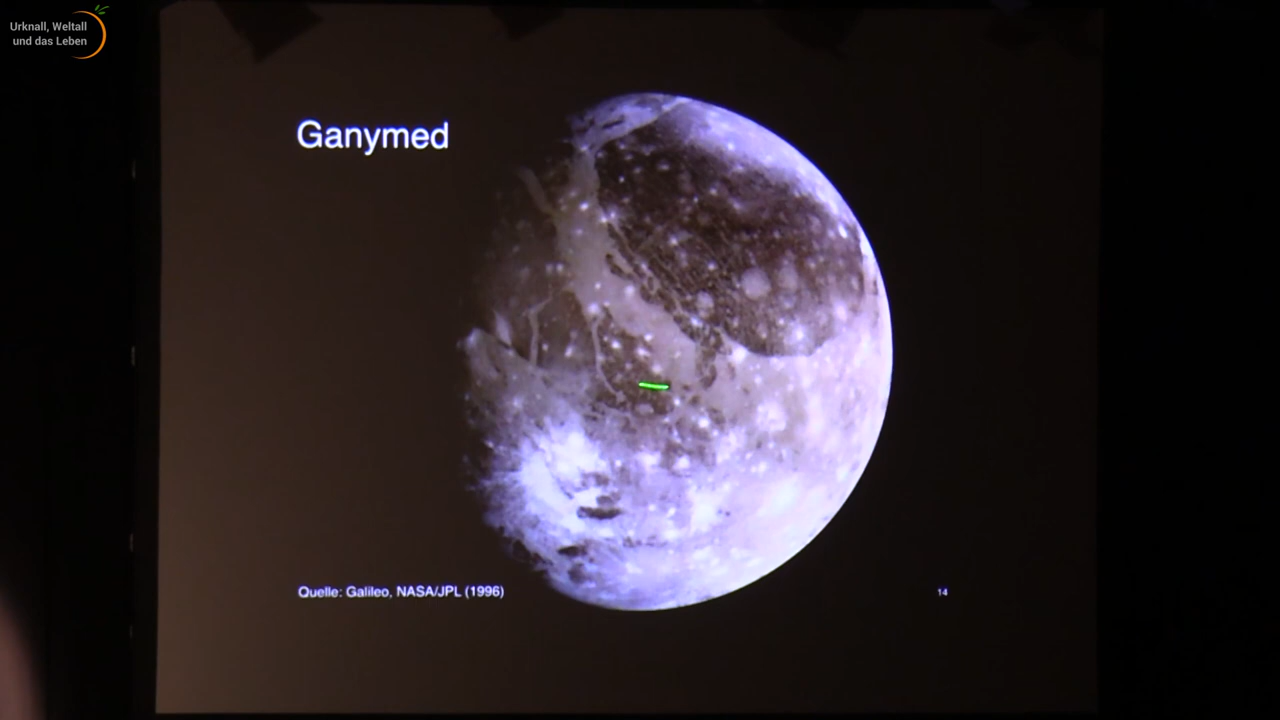 Urknall, Weltall
und das Leben
Ganymed
Quelle: Galileo, NASA/JPL (1996)
14